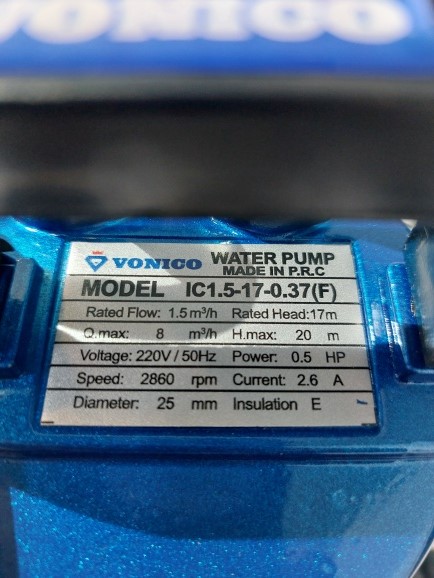 VONICO
VONICO WATER PUMP
MADE IN P.R.C
MODEL IC1.5-17-0.37(F)
Rated Flow: 1.5 m³/h Rated Head:17m
Q.max: 8 m³/h H.max: 20 m
Voltage: 220V / 50Hz Power: 0.5 HP
Speed: 2860 rpm Current: 2.6 A
Diameter: 25 mm Insulation E